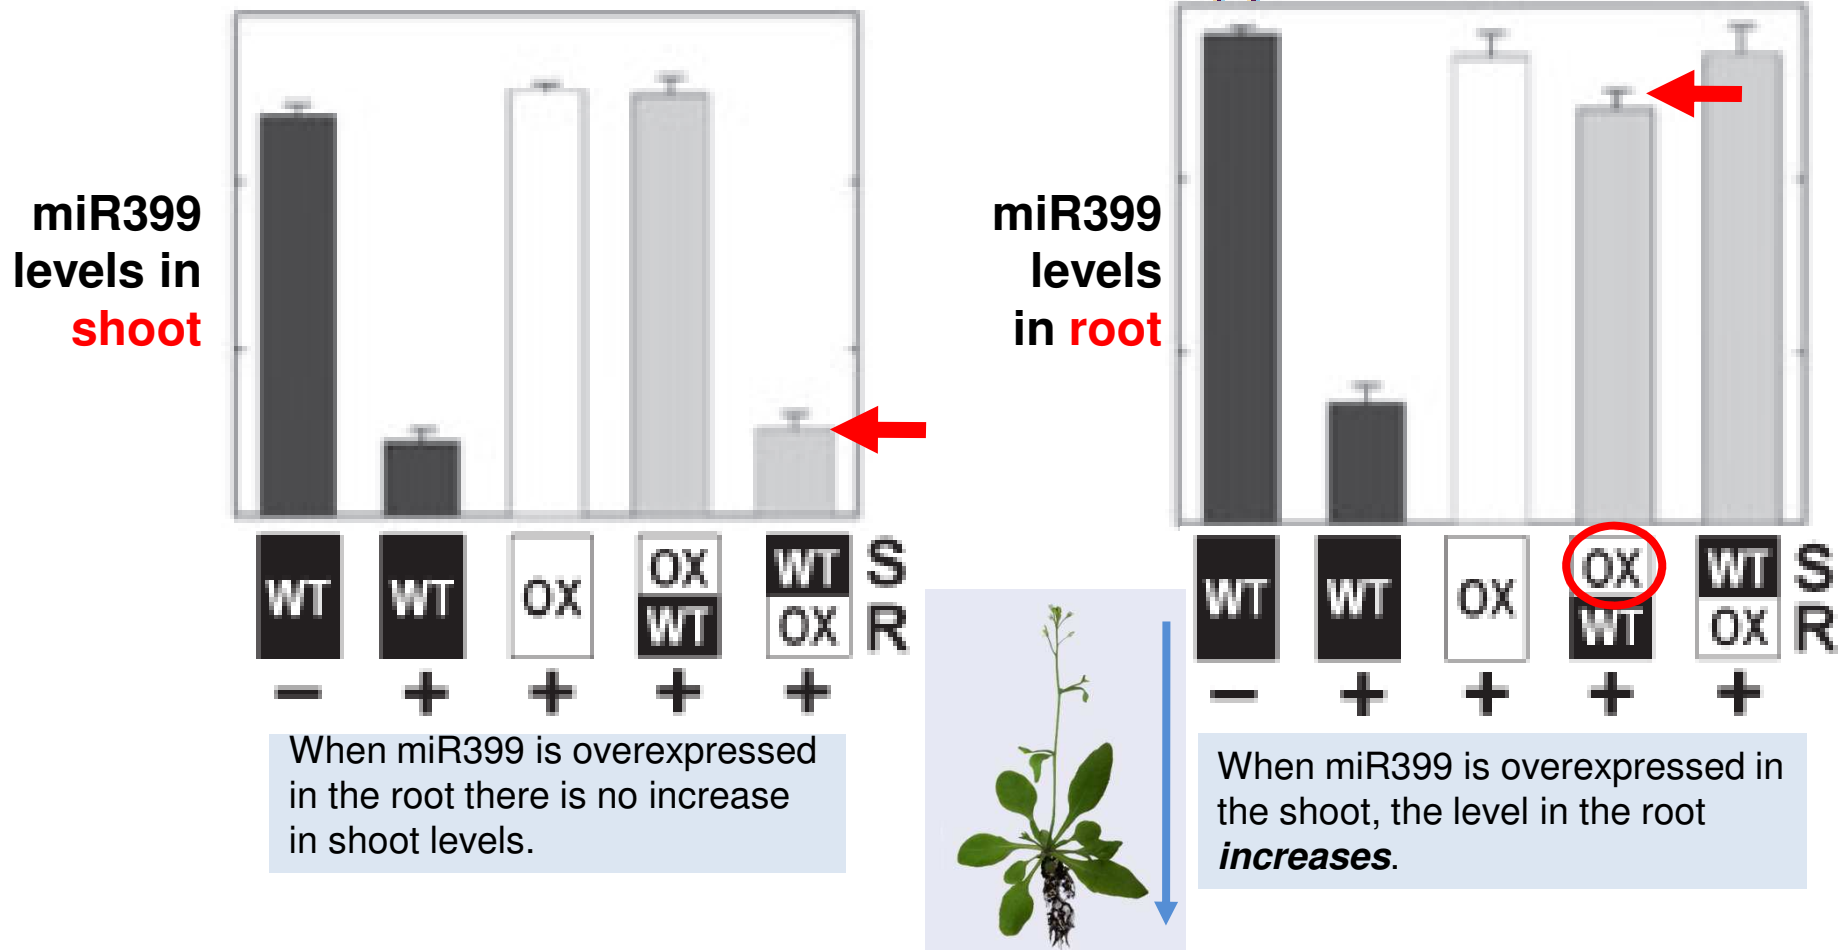 miR399
levels in
shoot
WT WT OX OX WT S
WT OX R
− + + + +
When miR399 is overexpressed
in the root there is no increase
in shoot levels.
miR399
levels
in root
WT WT OX OX WT S
WT OX R
− + + + +
When miR399 is overexpressed in
the shoot, the level in the root
increases.